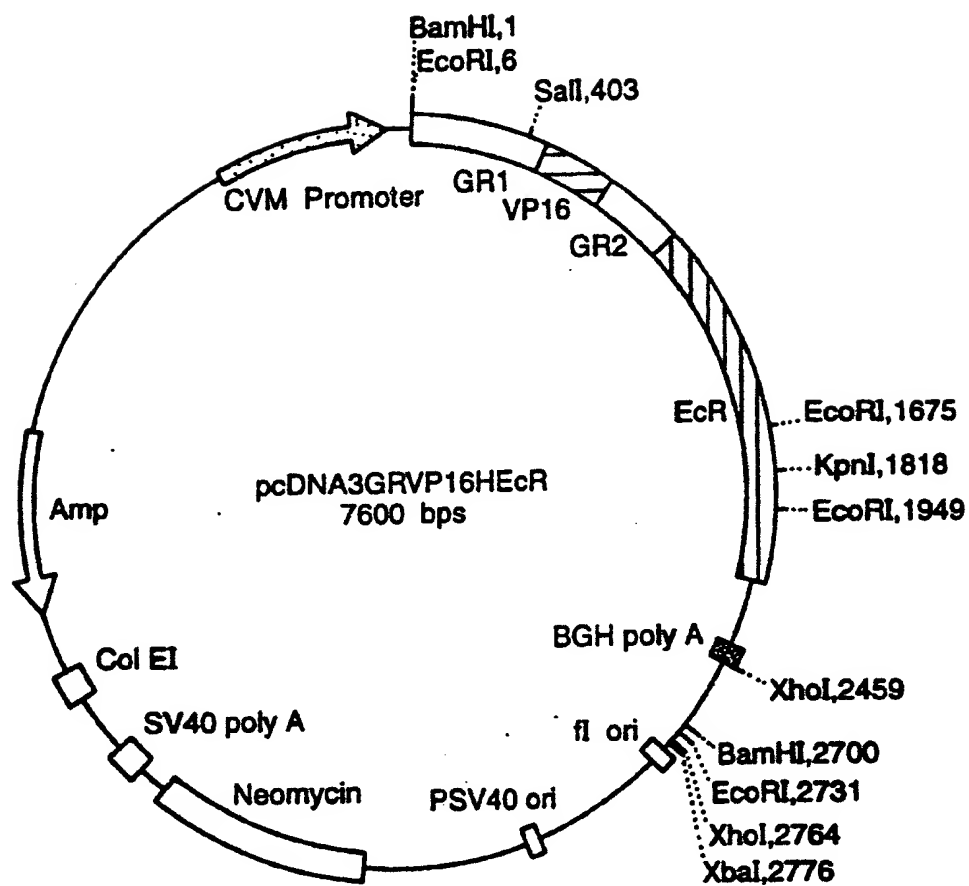 BamHI,1
EcoRI,6
SalI,403
GR1
VP16
GR2
CVM Promoter
EcR
EcoRI,1675
KpnI,1818
EcoRI,1949
pcDNA3GRVP16HEcR
7600 bps
Amp
BGH poly A
XhoI,2459
Col EI
SV40 poly A
fI ori
BamHI,2700
EcoRI,2731
XhoI,2764
XbaI,2776
Neomycin
PSV40 ori